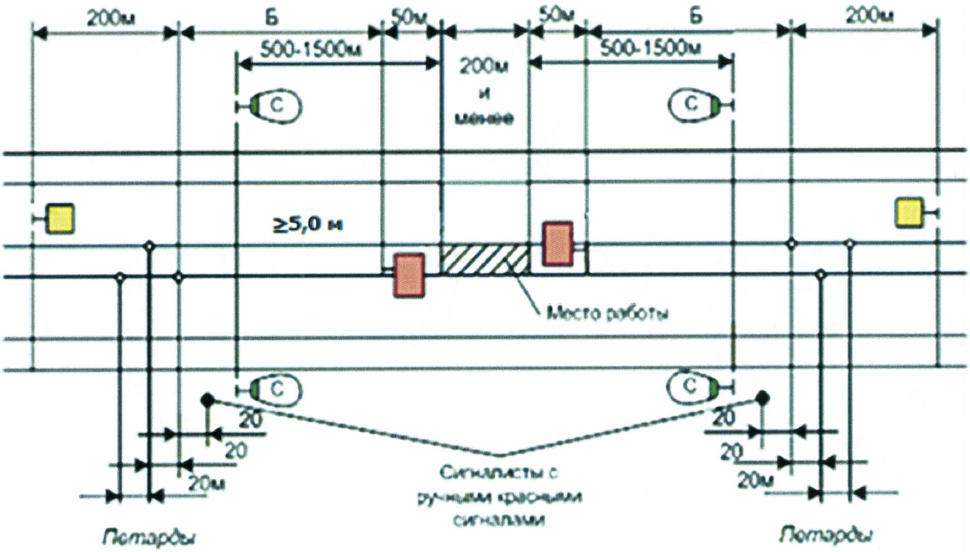 200м Б 50м 50м Б 200м
500-1500м 500-1500м
200м
и
менее
С С
≥5,0 м
Место работы
С С
20 20
20 20
20м 20м
Сигналисты с
ручными красными
сигналами
Петарды Петарды